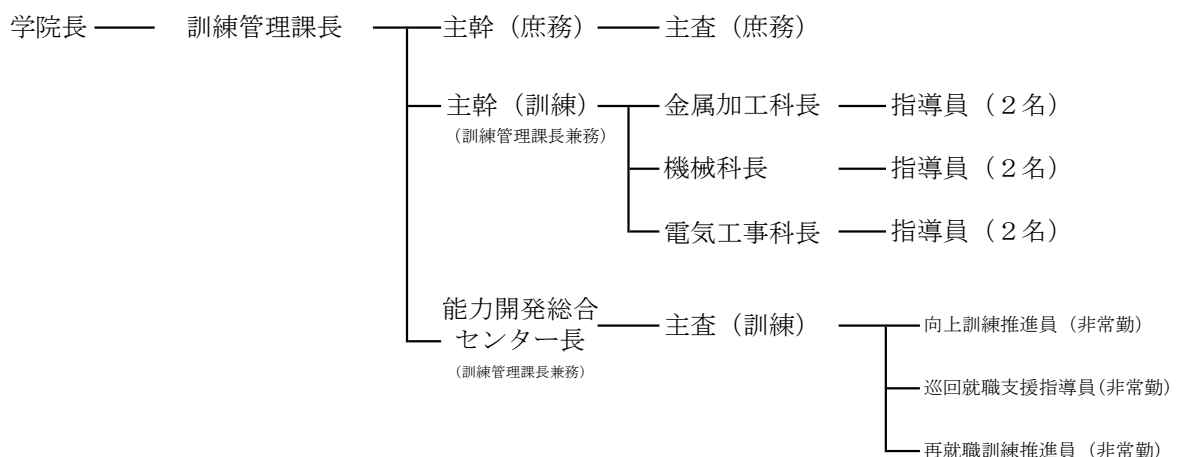 学院長 訓練管理課長 主幹（庶務） 主査（庶務）
主幹（訓練） 金属加工科長 指導員（２名）
（訓練管理課長兼務）
機械科長 指導員（２名）
電気工事科長 指導員（２名）
能力開発総合
センター長
（訓練管理課長兼務）
主査（訓練） 向上訓練推進員（非常勤）
巡回就職支援指導員(非常勤)
再就職訓練推進員（非常勤）